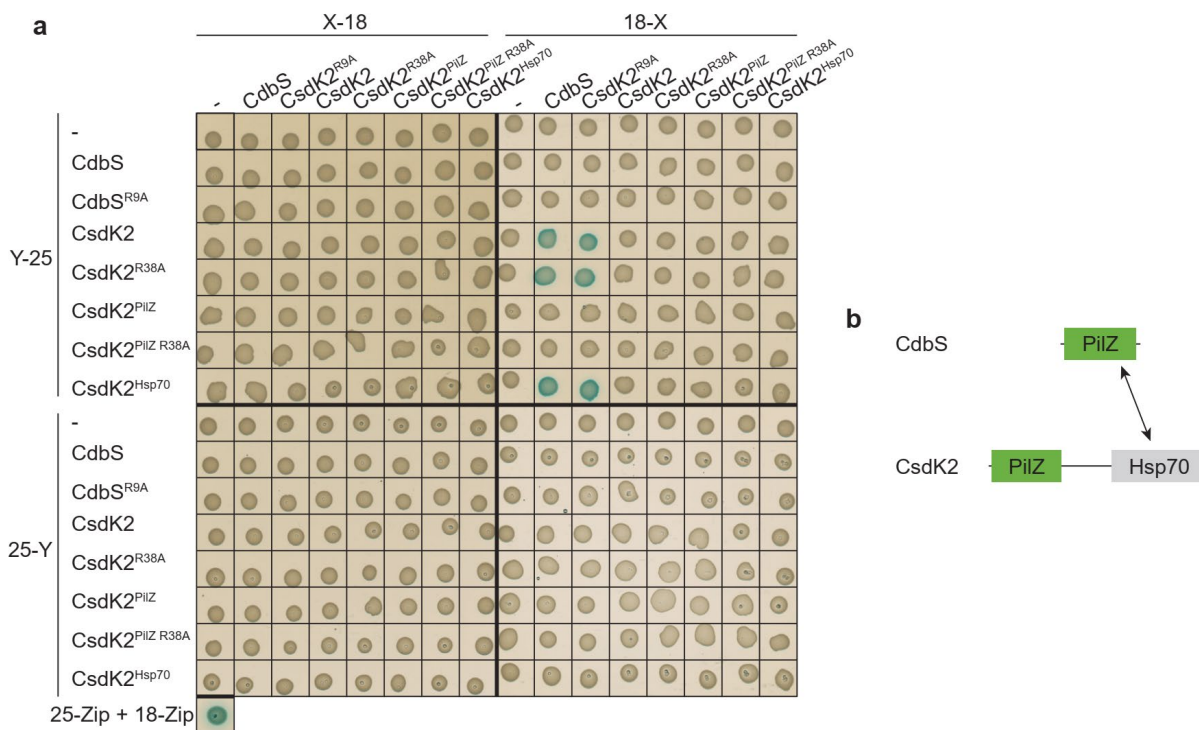 a
X-18 18-X
- CdbS CsdK2R9A CsdK2 CsdK2R38A CsdK2PilZ CsdK2PilZ R38A CsdK2Hsp70 - CdbS CsdK2R9A CsdK2 CsdK2R38A CsdK2PilZ CsdK2PilZ R38A CsdK2Hsp70
Y-25
-
CdbS
CdbSR9A
CsdK2
CsdK2R38A
CsdK2PilZ
CsdK2PilZ R38A
CsdK2Hsp70
25-Y
-
CdbS
CdbSR9A
CsdK2
CsdK2R38A
CsdK2PilZ
CsdK2PilZ R38A
CsdK2Hsp70
25-Zip + 18-Zip
b
CdbS PilZ
CsdK2 PilZ Hsp70